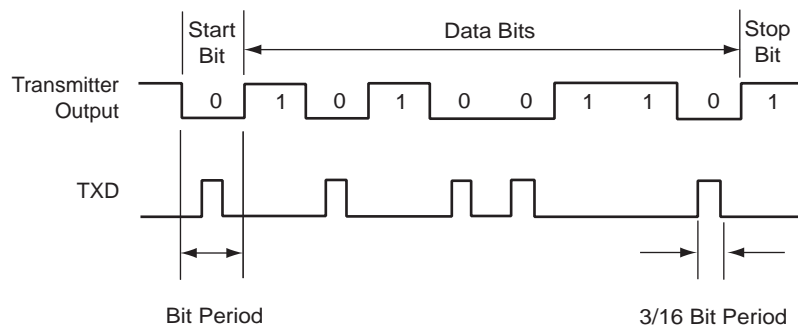 Start
Bit
Data Bits
Stop
Bit
Transmitter
Output
0 1 0 1 0 0 1 1 0 1
TXD
Bit Period
3/16 Bit Period